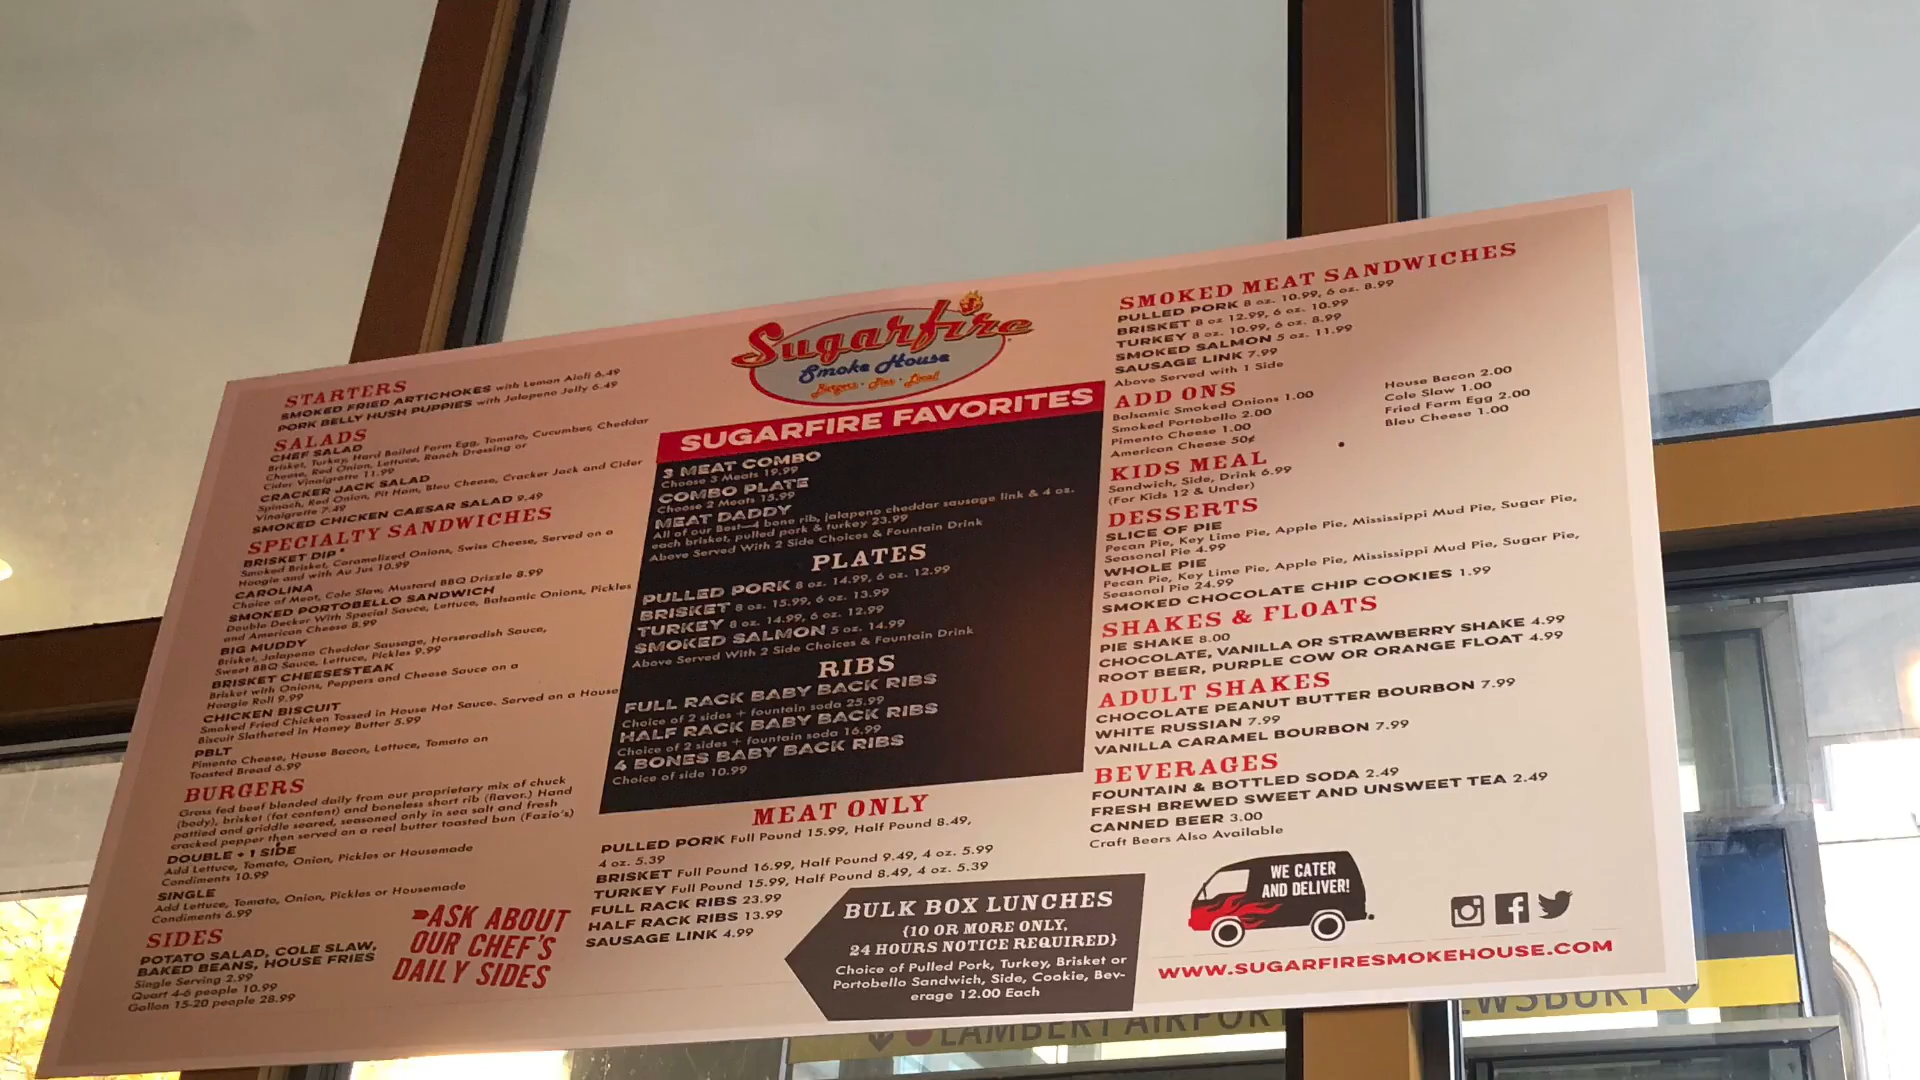 STARTERS
SMOKED FRIED ARTICHOKES with Lemon Aioli 6.49
PORK BELLY HUSH PUPPIES with Jalapeno Jelly 6.49
SALADS
CHEF SALAD
Brisket, Turkey, Hard Boiled Farm Egg, Tomato, Cucumber, Cheddar
Cheese, Red Onion, Lettuce, Ranch Dressing or
Cider Vinaigrette 11.99
CRACKER JACK SALAD
Spinach, Red Onion, Pit Ham, Bleu Cheese, Cracker Jack and Cider
Vinaigrette 7.49
SMOKED CHICKEN CAESAR SALAD 9.49
SPECIALTY SANDWICHES
BRISKET DIP
Smoked Brisket, Caramelized Onions, Swiss Cheese, Served on a
Hoagie and with Au Jus 10.99
CAROLINA
Choice of Meat, Cole Slaw, Mustard BBQ Drizzle 8.99
SMOKED PORTOBELLO SANDWICH
Double Decker With Special Sauce, Lettuce, Balsamic Onions, Pickles
and American Cheese 8.99
BIG MUDDY
Brisket, Jalapeno Cheddar Sausage, Horseradish Sauce,
Sweet BBQ Sauce, Lettuce, Pickles 9.99
BRISKET CHEESESTEAK
Brisket with Onions, Peppers and Cheese Sauce on a
Hoagie Roll 9.99
CHICKEN BISCUIT
Smoked Fried Chicken Tossed in House Hot Sauce. Served on a House
Biscuit Slathered in Honey Butter 5.99
PBLT
Pimento Cheese, House Bacon, Lettuce, Tomato on
Toasted Bread 6.99
BURGERS
Grass fed beef blended daily from our proprietary mix of chuck
(body), brisket (fat content) and boneless short rib (flavor.) Hand
pattied and griddle seared, seasoned only in sea salt and fresh
cracked pepper then served on a real butter toasted bun (Fazio's)
DOUBLE + 1 SIDE
Add Lettuce, Tomato, Onion, Pickles or Housemade
Condiments 10.99
SINGLE
Add Lettuce, Tomato, Onion, Pickles or Housemade
Condiments 6.99
SIDES
POTATO SALAD, COLE SLAW,
BAKED BEANS, HOUSE FRIES
Single Serving 2.99
Quart 4-6 people 10.99
Gallon 15-20 people 28.99
ASK ABOUT
OUR CHEF'S
DAILY SIDES
Sugarfire
Smoke House
Burgers • Pies • Local
SUGARFIRE FAVORITES
3 MEAT COMBO
Choose 3 Meats 19.99
COMBO PLATE
Choose 2 Meats 15.99
MEAT DADDY
All of our Best—4 bone rib, jalapeno cheddar sausage link & 4 oz.
each brisket, pulled pork & turkey 23.99
Above Served With 2 Side Choices & Fountain Drink
PLATES
PULLED PORK 8 oz. 14.99, 6 oz. 12.99
BRISKET 8 oz. 15.99, 6 oz. 13.99
TURKEY 8 oz. 14.99, 6 oz. 12.99
SMOKED SALMON 5 oz. 14.99
Above Served With 2 Side Choices & Fountain Drink
RIBS
FULL RACK BABY BACK RIBS
Choice of 2 sides + fountain soda 25.99
HALF RACK BABY BACK RIBS
Choice of 2 sides + fountain soda 16.99
4 BONES BABY BACK RIBS
Choice of side 10.99
MEAT ONLY
PULLED PORK Full Pound 15.99, Half Pound 8.49,
4 oz. 5.39
BRISKET Full Pound 16.99, Half Pound 9.49, 4 oz. 5.99
TURKEY Full Pound 15.99, Half Pound 8.49, 4 oz. 5.39
FULL RACK RIBS 23.99
HALF RACK RIBS 13.99
SAUSAGE LINK 4.99
BULK BOX LUNCHES
{10 OR MORE ONLY,
24 HOURS NOTICE REQUIRED}
Choice of Pulled Pork, Turkey, Brisket or
Portobello Sandwich, Side, Cookie, Bev-
erage 12.00 Each
SMOKED MEAT SANDWICHES
PULLED PORK 8 oz. 10.99, 6 oz. 8.99
BRISKET 8 oz 12.99, 6 oz. 10.99
TURKEY 8 oz. 10.99, 6 oz. 8.99
SMOKED SALMON 5 oz. 11.99
SAUSAGE LINK 7.99
Above Served with 1 Side
ADD ONS
Balsamic Smoked Onions 1.00
Smoked Portobello 2.00
Pimento Cheese 1.00
American Cheese 50¢
House Bacon 2.00
Cole Slaw 1.00
Fried Farm Egg 2.00
Bleu Cheese 1.00
KIDS MEAL
Sandwich, Side, Drink 6.99
(For Kids 12 & Under)
DESSERTS
SLICE OF PIE
Pecan Pie, Key Lime Pie, Apple Pie, Mississippi Mud Pie, Sugar Pie,
Seasonal Pie 4.99
WHOLE PIE
Pecan Pie, Key Lime Pie, Apple Pie, Mississippi Mud Pie, Sugar Pie,
Seasonal Pie 24.99
SMOKED CHOCOLATE CHIP COOKIES 1.99
SHAKES & FLOATS
PIE SHAKE 8.00
CHOCOLATE, VANILLA OR STRAWBERRY SHAKE 4.99
ROOT BEER, PURPLE COW OR ORANGE FLOAT 4.99
ADULT SHAKES
CHOCOLATE PEANUT BUTTER BOURBON 7.99
WHITE RUSSIAN 7.99
VANILLA CARAMEL BOURBON 7.99
BEVERAGES
FOUNTAIN & BOTTLED SODA 2.49
FRESH BREWED SWEET AND UNSWEET TEA 2.49
CANNED BEER 3.00
Craft Beers Also Available
WE CATER
AND DELIVER!
WWW.SUGARFIRESMOKEHOUSE.COM
LAMBERT AIRPORT